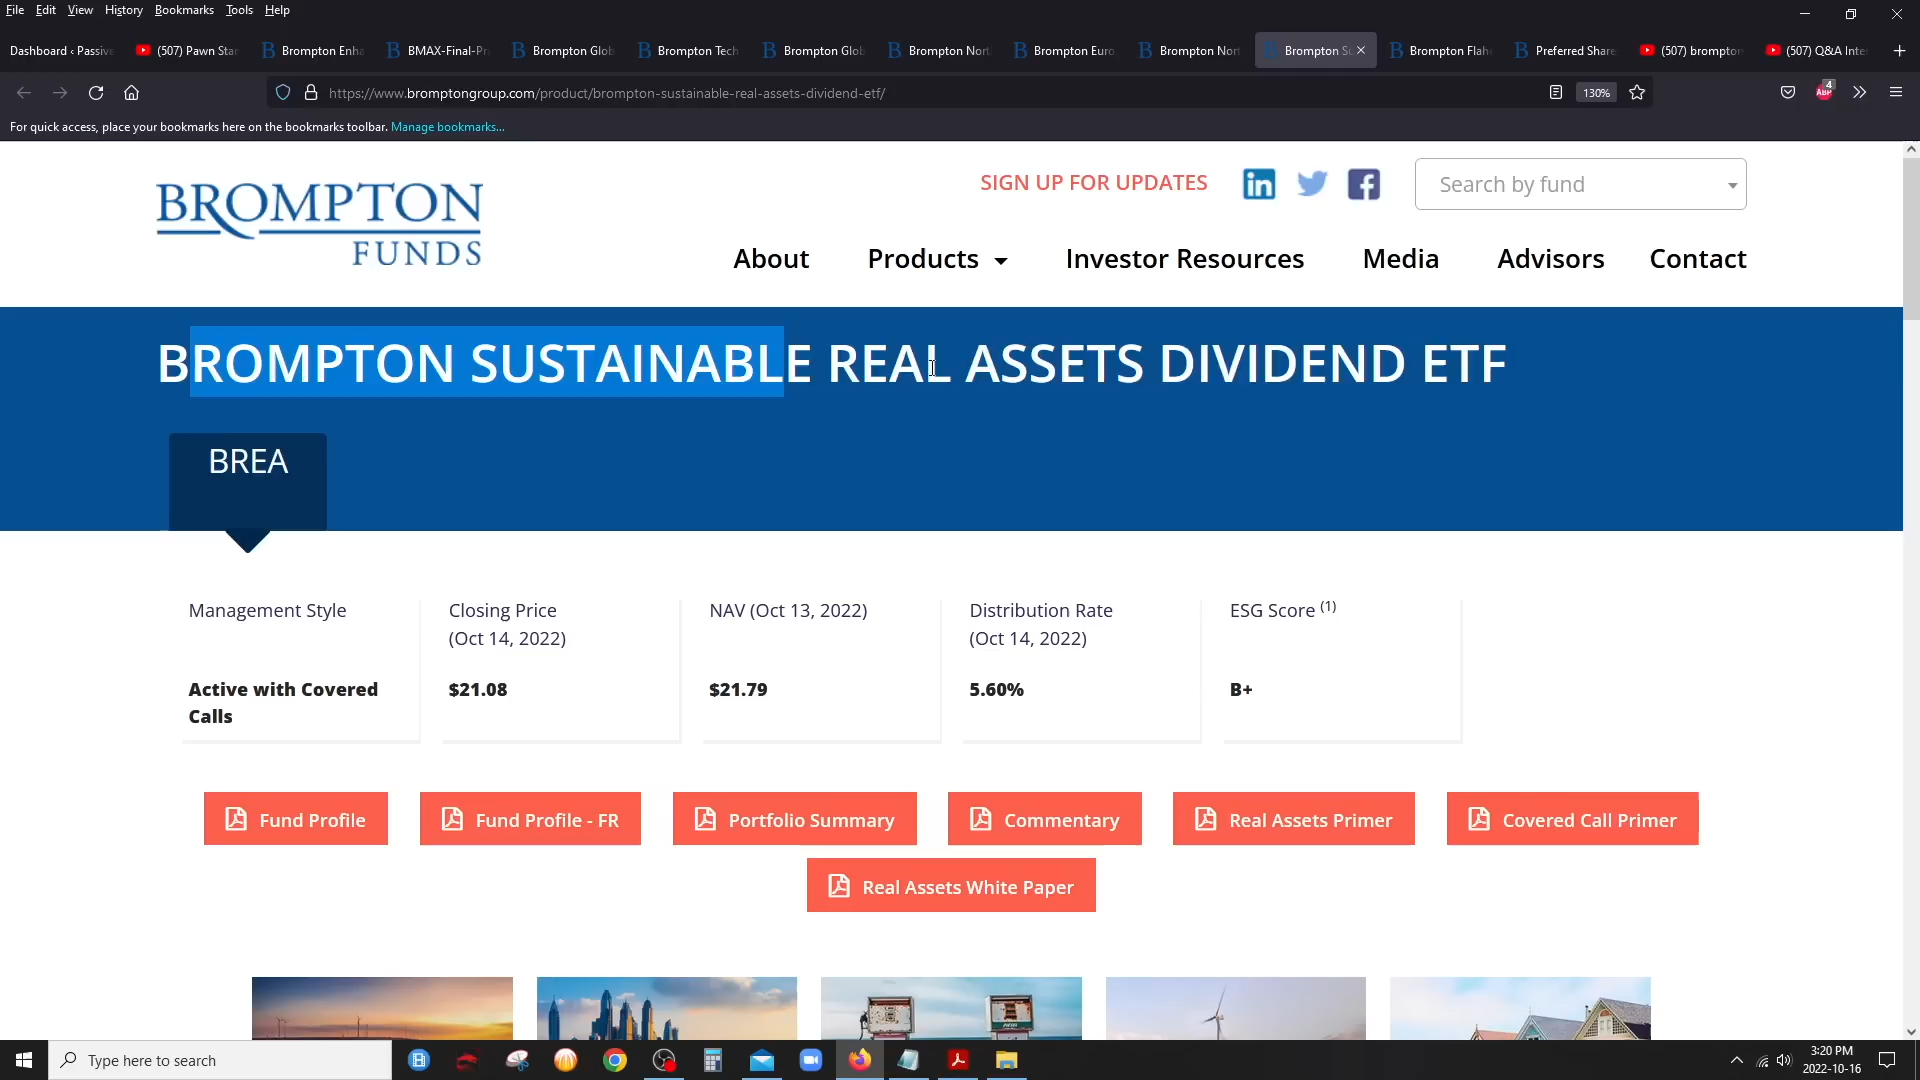 File Edit View History Bookmarks Tools Help
Dashboard ‹ Passive (507) Pawn Star Brompton Enha BMAX-Final-Pr Brompton Glob Brompton Tech Brompton Glob Brompton Nort Brompton Euro Brompton Nort Brompton Su Brompton Flah Preferred Share (507) brompton (507) Q&A Inte
https://www.bromptongroup.com/product/brompton-sustainable-real-assets-dividend-etf/ 130% ABP 4
For quick access, place your bookmarks here on the bookmarks toolbar. Manage bookmarks...
BROMPTON
FUNDS
SIGN UP FOR UPDATES
Search by fund
About Products Investor Resources Media Advisors Contact
BROMPTON SUSTAINABLE REAL ASSETS DIVIDEND ETF
BREA
Management Style
Active with Covered
Calls
Closing Price
(Oct 14, 2022)
$21.08
NAV (Oct 13, 2022)
$21.79
Distribution Rate
(Oct 14, 2022)
5.60%
ESG Score (1)
B+
Fund Profile Fund Profile - FR Portfolio Summary Commentary Real Assets Primer Covered Call Primer
Real Assets White Paper
Type here to search
3:20 PM
2022-10-16